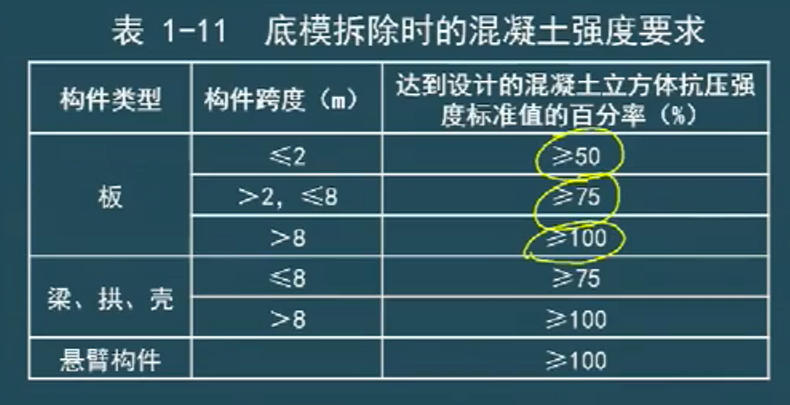 表 1-11 底模拆除时的混凝土强度要求
构件类型 构件跨度（m） 达到设计的混凝土立方体抗压强
度标准值的百分率（%）
板 ≤2 ≥50
>2，≤8 ≥75
>8 ≥100
梁、拱、壳 ≤8 ≥75
>8 ≥100
悬臂构件 ≥100